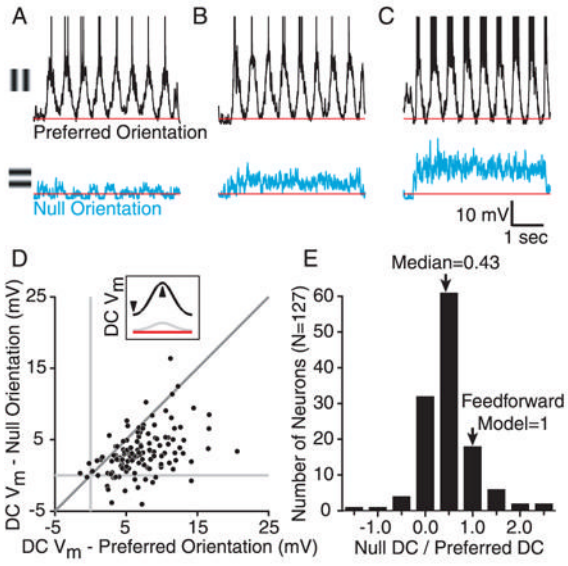 A
B
C
Preferred Orientation
Null Orientation
10 mV
1 sec
D
DC Vm
DC Vm - Null Orientation (mV)
25
15
5
-5
-5
5
15
25
DC Vm - Preferred Orientation (mV)
E
Median=0.43
Feedforward
Model=1
Number of Neurons (N=127)
60
50
40
30
20
10
0
-1.0
0.0
1.0
2.0
Null DC / Preferred DC